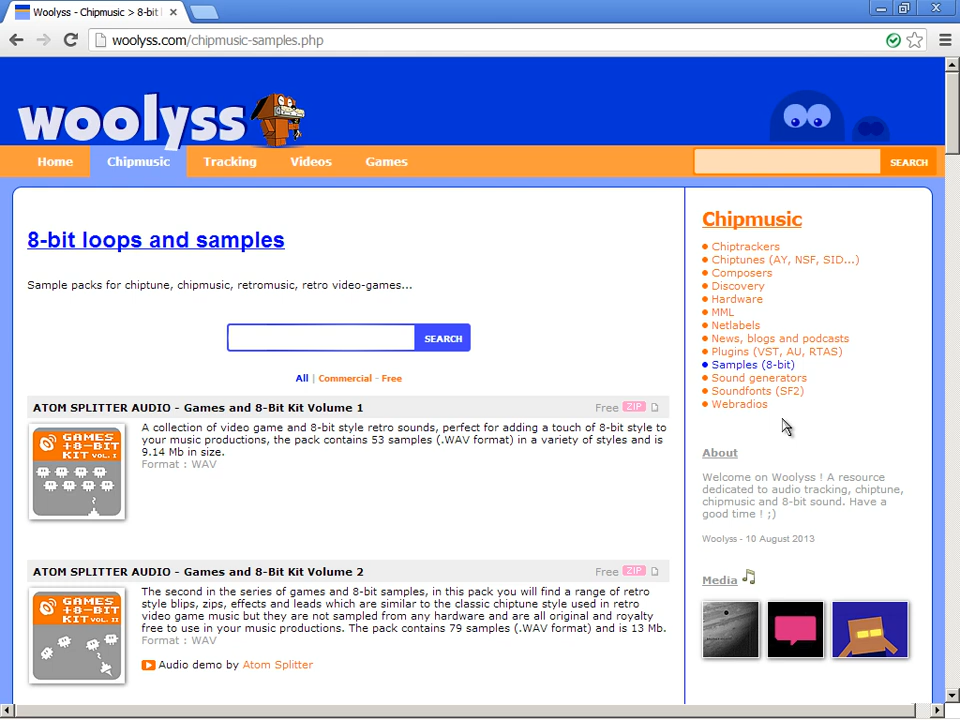 Woolyss - Chipmusic > 8-bit l
woolyss.com/chipmusic-samples.php
woolyss
Home
Chipmusic
Tracking
Videos
Games
SEARCH
8-bit loops and samples
Sample packs for chiptune, chipmusic, retromusic, retro video-games...
SEARCH
All | Commercial - Free
ATOM SPLITTER AUDIO - Games and 8-Bit Kit Volume 1
Free ZIP
GAMES
+8-BIT
KIT VOL. I
A collection of video game and 8-bit style retro sounds, perfect for adding a touch of 8-bit style to
your music productions, the pack contains 53 samples (.WAV format) in a variety of styles and is
9.14 Mb in size.
Format : WAV
ATOM SPLITTER AUDIO - Games and 8-Bit Kit Volume 2
Free ZIP
GAMES
+8-BIT
KIT VOL. II
The second in the series of games and 8-bit samples, in this pack you will find a range of retro
style blips, zips, effects and leads which are similar to the classic chiptune style used in retro
video game music but they are not sampled from any hardware and are all original and royalty
free to use in your music productions. The pack contains 79 samples (.WAV format) and is 13 Mb.
Format : WAV
Audio demo by Atom Splitter
Chipmusic
Chiptrackers
Chiptunes (AY, NSF, SID...)
Composers
Discovery
Hardware
MML
Netlabels
News, blogs and podcasts
Plugins (VST, AU, RTAS)
Samples (8-bit)
Sound generators
Soundfonts (SF2)
Webradios
About
Welcome on Woolyss ! A resource
dedicated to audio tracking, chiptune,
chipmusic and 8-bit sound. Have a
good time ! ;)
Woolyss - 10 August 2013
Media